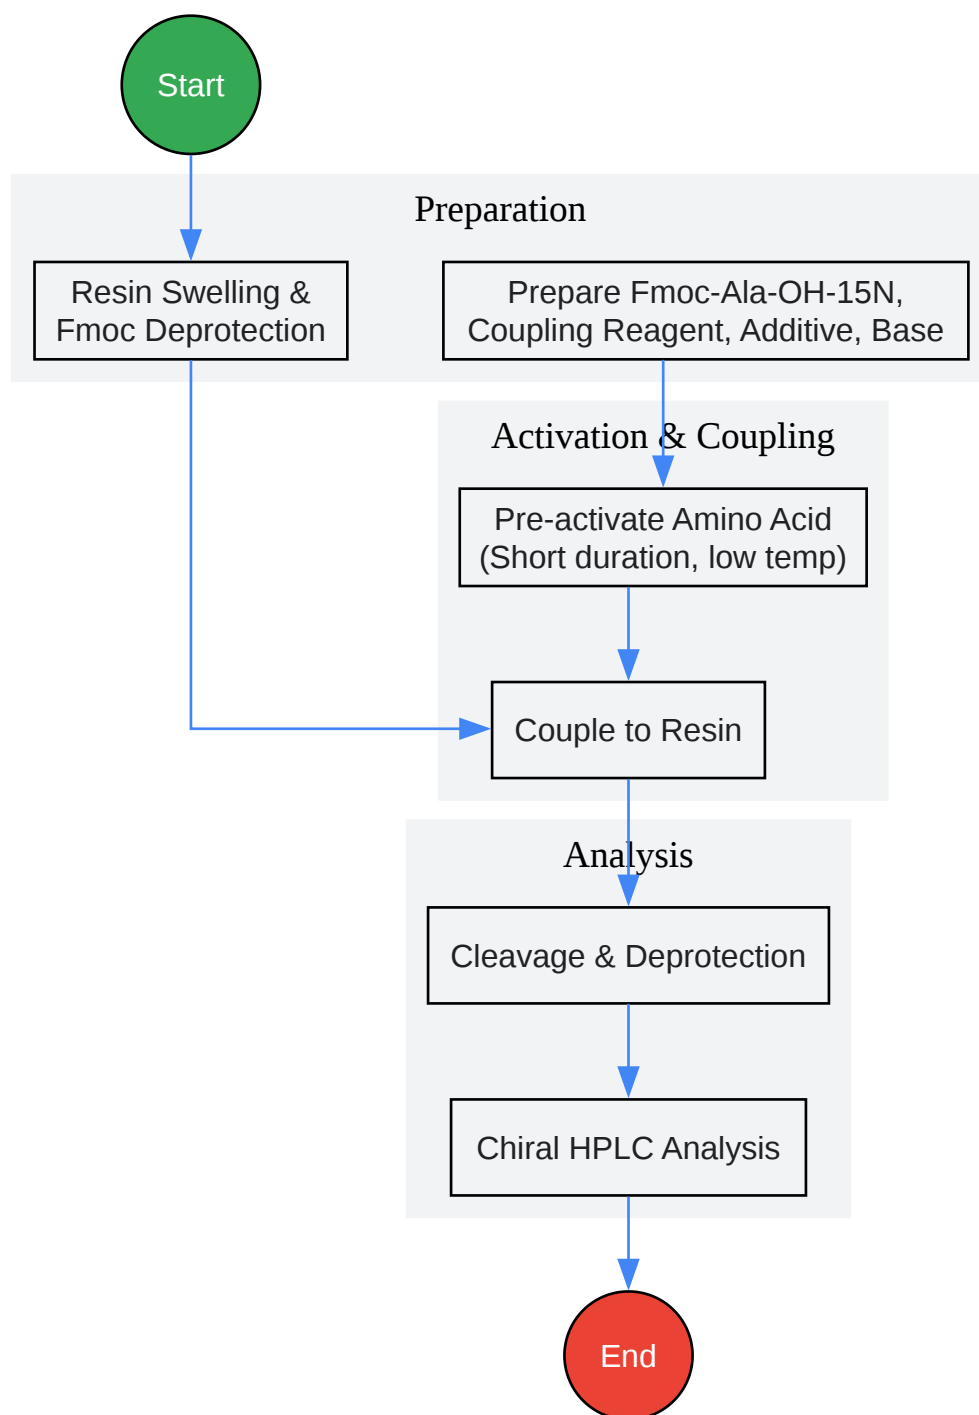 Start
Preparation
Resin Swelling &
Fmoc Deprotection
Prepare Fmoc-Ala-OH-15N,
Coupling Reagent, Additive, Base
Activation & Coupling
Pre-activate Amino Acid
(Short duration, low temp)
Couple to Resin
Analysis
Cleavage & Deprotection
Chiral HPLC Analysis
End